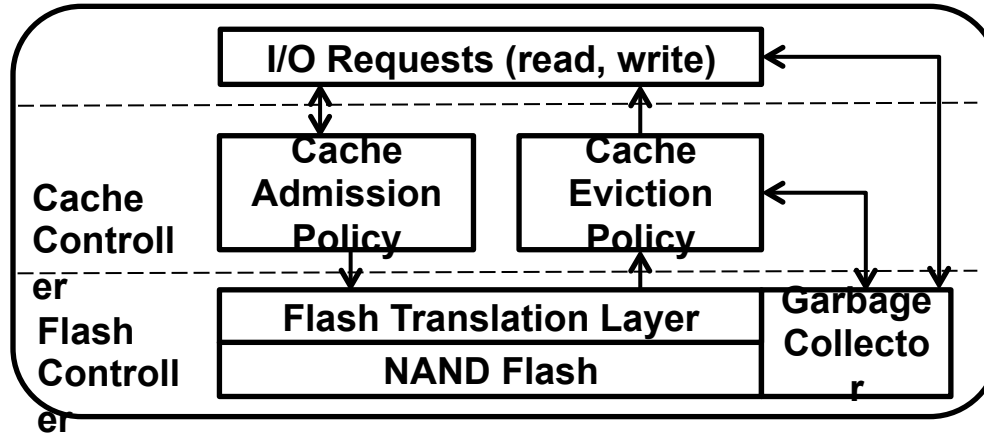 I/O Requests (read, write)
Cache
Admission
Policy
Cache
Eviction
Policy
Cache
Controll
er
Flash Translation Layer
NAND Flash
Garbage
Collecto
r
Flash
Controll
er